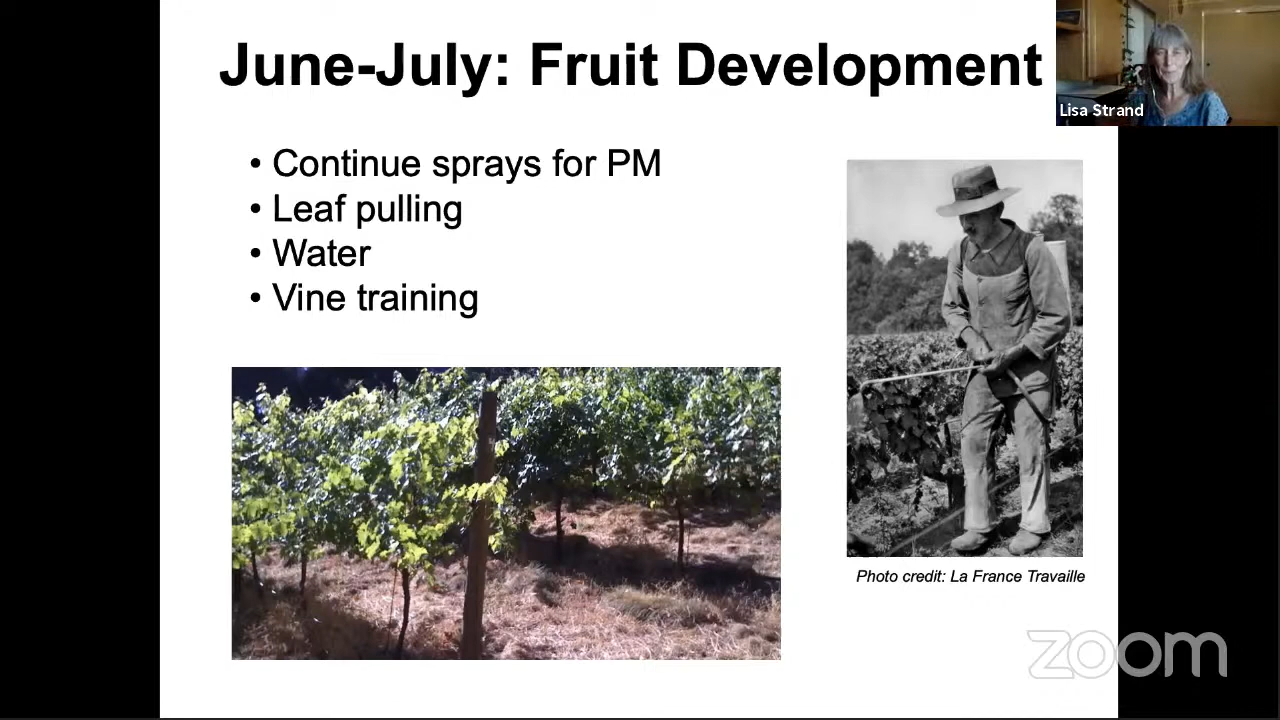 June-July: Fruit Development
Lisa Strand
• Continue sprays for PM
• Leaf pulling
• Water
• Vine training
Photo credit: La France Travaille
zoom